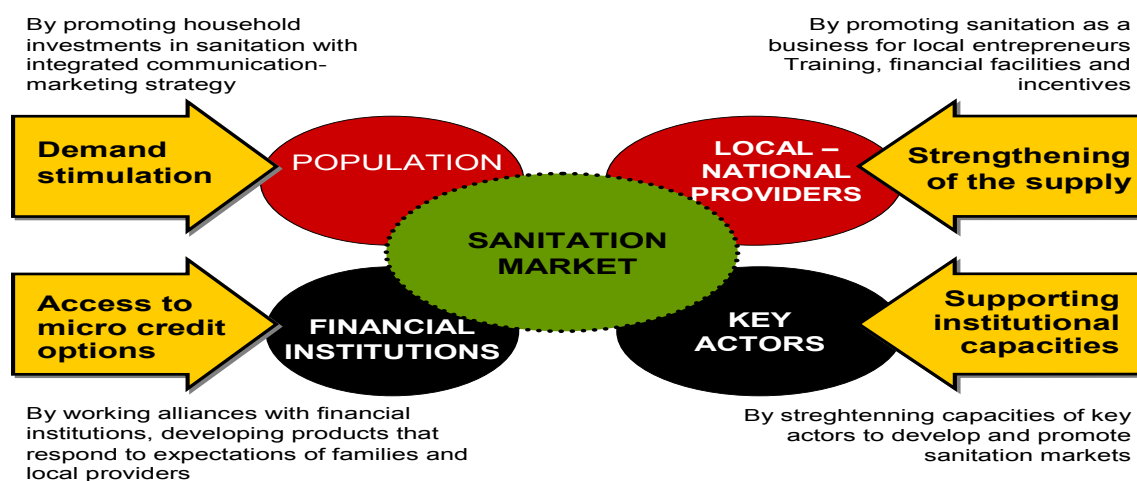 By promoting household
investments in sanitation with
integrated communication-
marketing strategy
By promoting sanitation as a
business for local entrepreneurs
Training, financial facilities and
incentives
Demand
stimulation
POPULATION
LOCAL –
NATIONAL
PROVIDERS
Strengthening
of the supply
SANITATION
MARKET
Access to
micro credit
options
FINANCIAL
INSTITUTIONS
KEY
ACTORS
Supporting
institutional
capacities
By working alliances with financial
institutions, developing products that
respond to expectations of families and
local providers
By streghtenning capacities of key
actors to develop and promote
sanitation markets